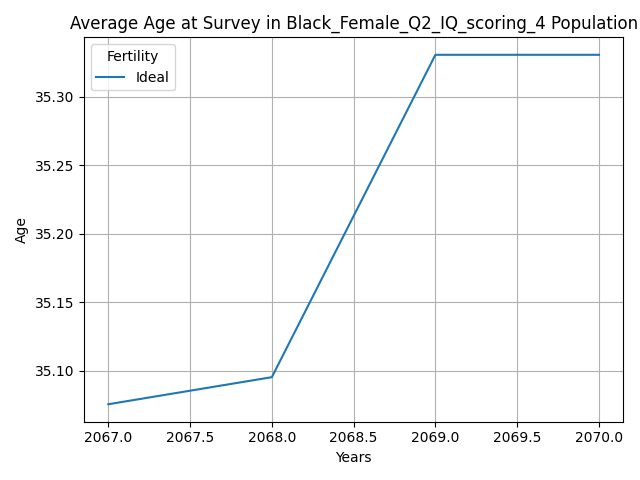 Average Age at Survey in Black_Female_Q2_IQ_scoring_4 Population
Fertility
Ideal
35.30
35.25
35.20
35.15
35.10
Age
2067.0 2067.5 2068.0 2068.5 2069.0 2069.5 2070.0
Years